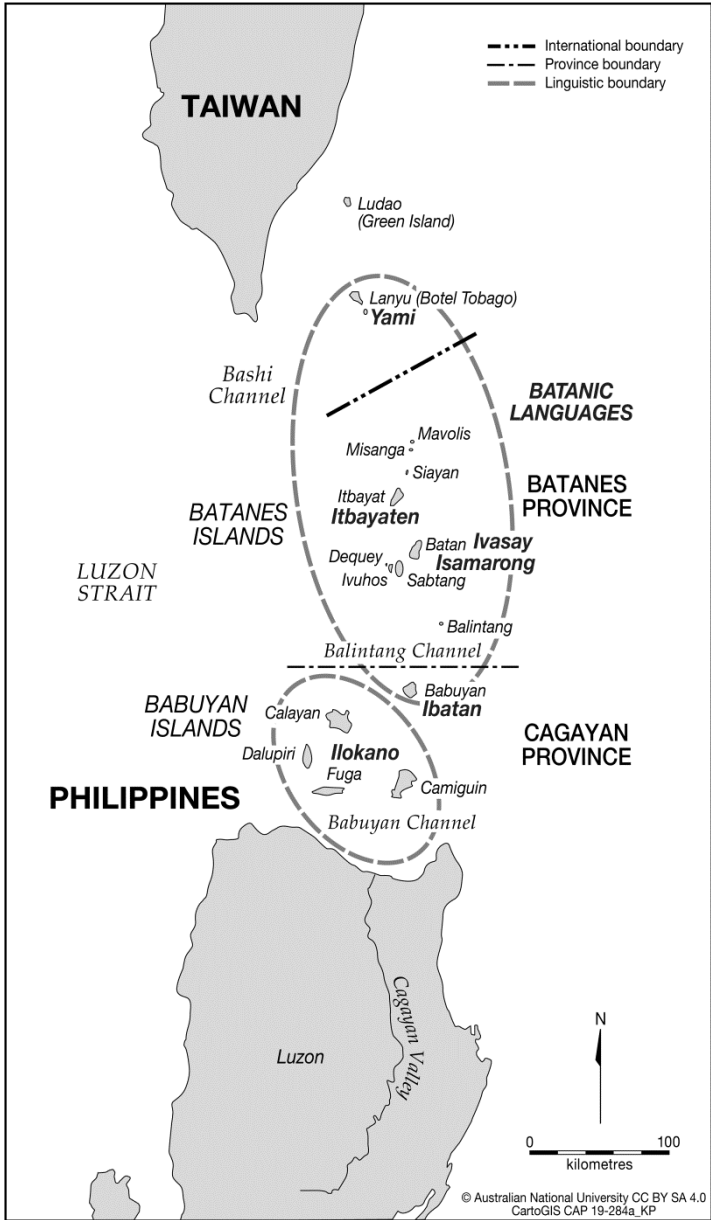 International boundary
Province boundary
Linguistic boundary
TAIWAN
Ludao
(Green Island)
Lanyu (Botel Tobago)
Yami
Bashi
Channel
BATANIC
LANGUAGES
Mavolis
Misanga
Siayan
Itbayat
Itbayaten
BATANES
PROVINCE
BATANES
ISLANDS
Batan
Ivasay
Isamarong
Dequey
Ivuhos
Sabtang
LUZON
STRAIT
Balintang
Balintang Channel
Babuyan
Ibatan
BABUYAN
ISLANDS
Calayan
CAGAYAN
PROVINCE
Dalupiri
Ilokano
Fuga
Camiguin
PHILIPPINES
Babuyan Channel
Cagayan Valley
Luzon
N
0 100
kilometres
© Australian National University CC BY SA 4.0
CartoGIS CAP 19-284a_KP